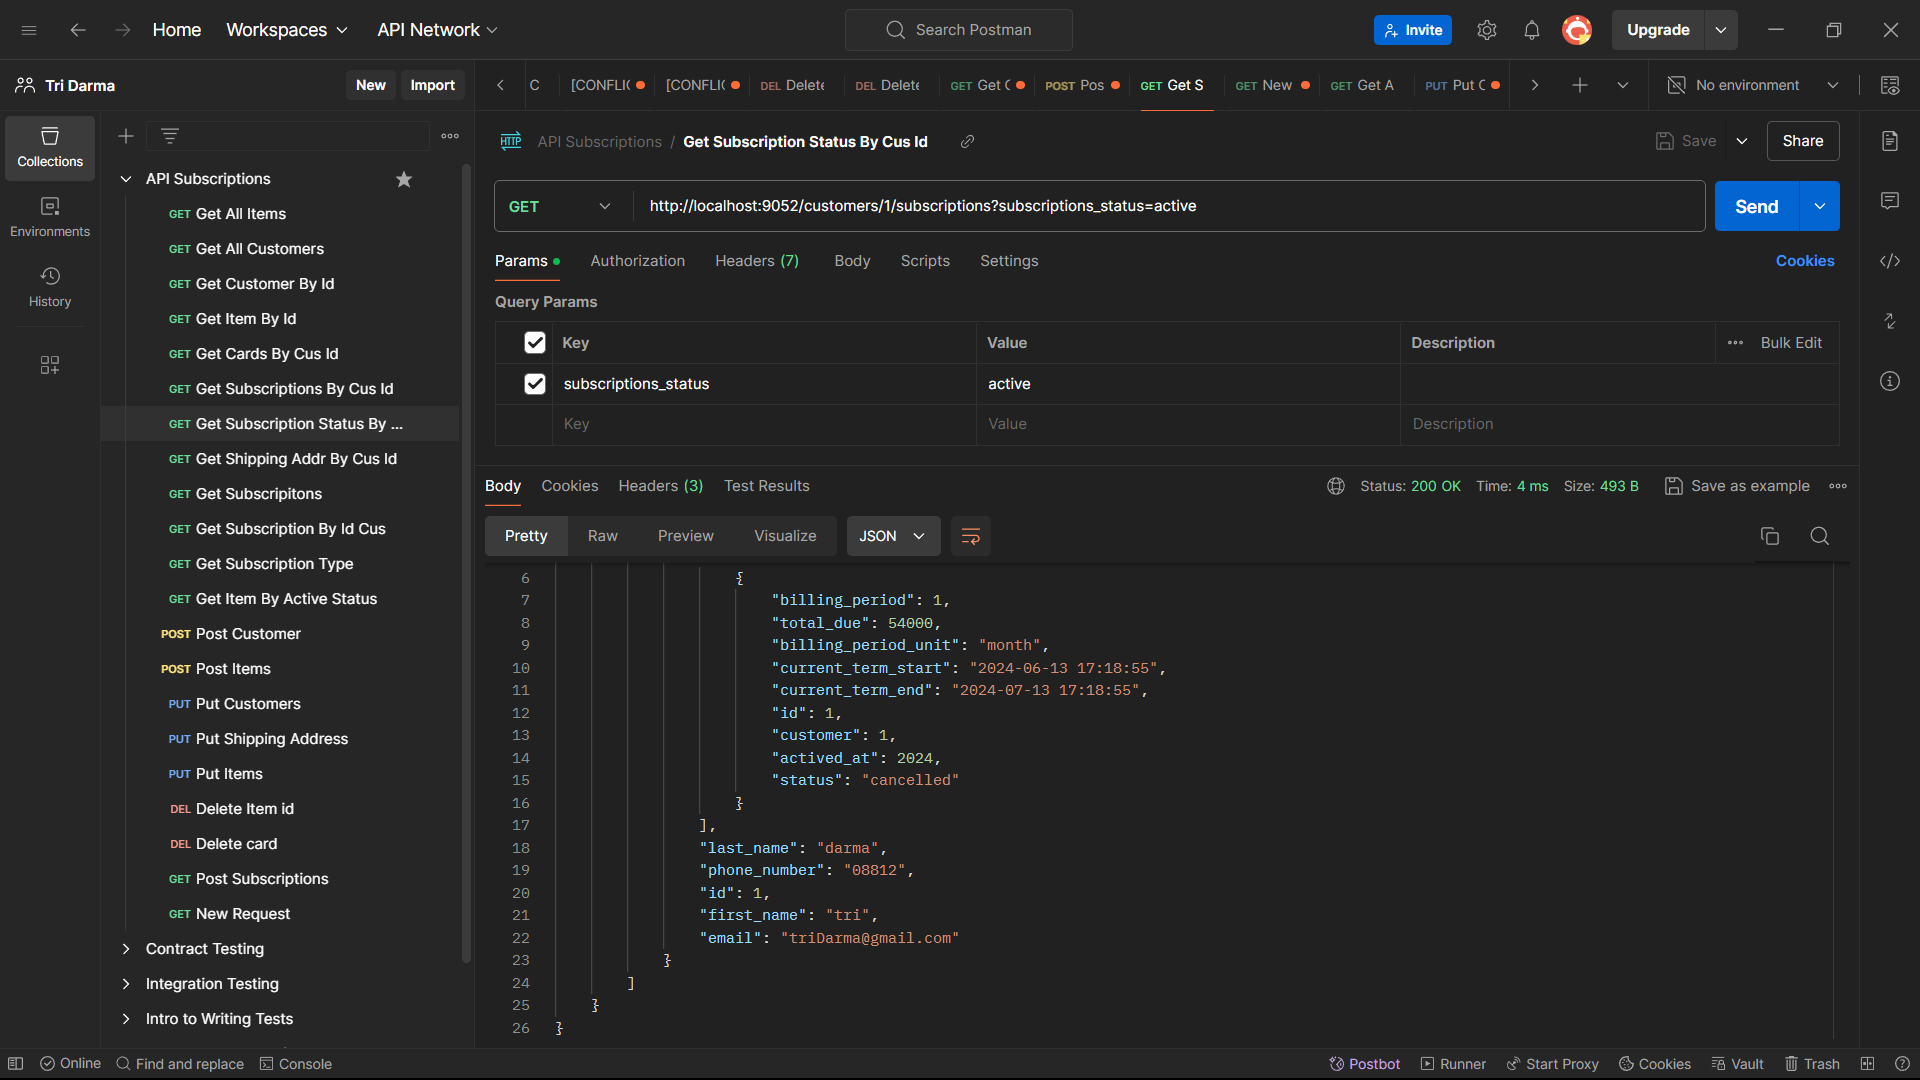 Home Workspaces API Network Search Postman Invite Upgrade
Tri Darma New Import C [CONFLI( [CONFLI( DEL Delete DEL Delete GET Get ( POST Pos GET Get S GET New GET Get A PUT Put C No environment
Collections
Environments
History
API Subscriptions
GET Get All Items
GET Get All Customers
GET Get Customer By Id
GET Get Item By Id
GET Get Cards By Cus Id
GET Get Subscriptions By Cus Id
GET Get Subscription Status By ...
GET Get Shipping Addr By Cus Id
GET Get Subscripitons
GET Get Subscription By Id Cus
GET Get Subscription Type
GET Get Item By Active Status
POST Post Customer
POST Post Items
PUT Put Customers
PUT Put Shipping Address
PUT Put Items
DEL Delete Item id
DEL Delete card
GET Post Subscriptions
GET New Request
Contract Testing
Integration Testing
Intro to Writing Tests
HTTP API Subscriptions / Get Subscription Status By Cus Id Save Share
GET http://localhost:9052/customers/1/subscriptions?subscriptions_status=active Send
Params Authorization Headers (7) Body Scripts Settings Cookies
Query Params
Key Value Description Bulk Edit
subscriptions_status active
Key Value Description
Body Cookies Headers (3) Test Results Status: 200 OK Time: 4 ms Size: 493 B Save as example
Pretty Raw Preview Visualize JSON
6 {
7 "billing_period": 1,
8 "total_due": 54000,
9 "billing_period_unit": "month",
10 "current_term_start": "2024-06-13 17:18:55",
11 "current_term_end": "2024-07-13 17:18:55",
12 "id": 1,
13 "customer": 1,
14 "actived_at": 2024,
15 "status": "cancelled"
16 }
17 ],
18 "last_name": "darma",
19 "phone_number": "08812",
20 "id": 1,
21 "first_name": "tri",
22 "email": "triDarma@gmail.com"
23 }
24 ]
25 }
26 }
Online Find and replace Console Postbot Runner Start Proxy Cookies Vault Trash